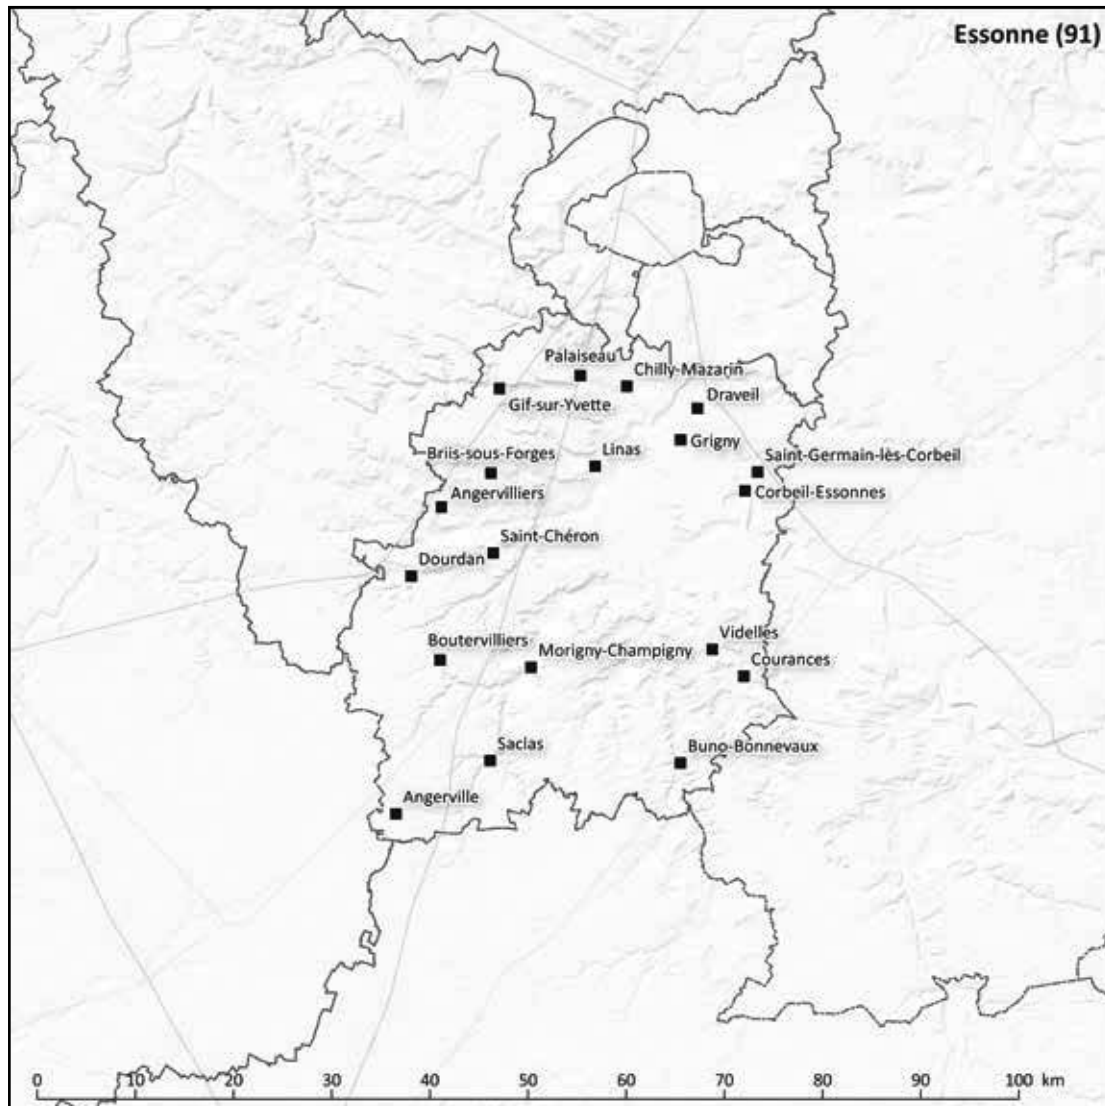 Essonne (91)
Palaiseau
Chilly-Mazarin
Gif-sur-Yvette
Draveil
Grigny
Briis-sous-Forges
Linas
Saint-Germain-lès-Corbeil
Angervilliers
Corbeil-Essonnes
Saint-Chéron
Dourdan
Boutervilliers
Morigny-Champigny
Videlles
Courances
Saclas
Buno-Bonnevaux
Angerville
0 10 20 30 40 50 60 70 80 90 100 km